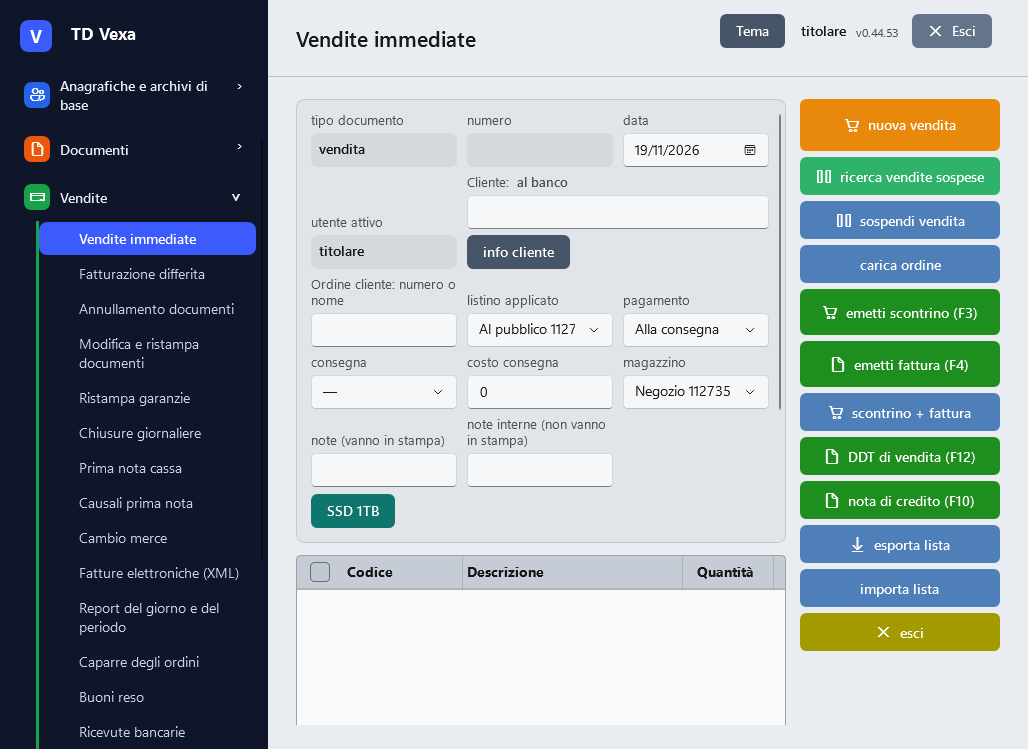 V
TD Vexa
Anagrafiche e archivi di
base
Documenti
Vendite
Vendite immediate
Fatturazione differita
Annullamento documenti
Modifica e ristampa
documenti
Ristampa garanzie
Chiusure giornaliere
Prima nota cassa
Causali prima nota
Cambio merce
Fatture elettroniche (XML)
Report del giorno e del
periodo
Caparre degli ordini
Buoni reso
Ricevute bancarie
Vendite immediate
Tema
titolare v0.44.53
Esci
tipo documento
numero
data
vendita
19/11/2026
Cliente: al banco
utente attivo
titolare
info cliente
Ordine cliente: numero o
nome
listino applicato
pagamento
Al pubblico 1127
Alla consegna
consegna
costo consegna
magazzino
—
0
Negozio 112735
note (vanno in stampa)
note interne (non vanno
in stampa)
SSD 1TB
Codice
Descrizione
Quantità
nuova vendita
ricerca vendite sospese
sospendi vendita
carica ordine
emetti scontrino (F3)
emetti fattura (F4)
scontrino + fattura
DDT di vendita (F12)
nota di credito (F10)
esporta lista
importa lista
esci